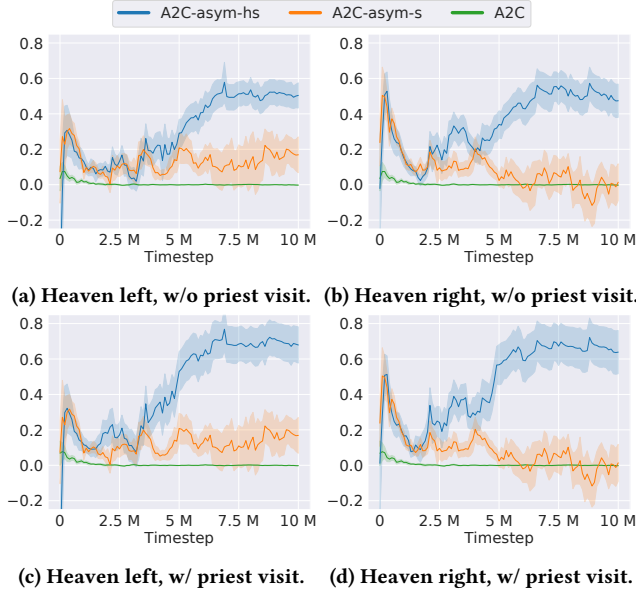 A2C-asym-hs A2C-asym-s A2C
0.8
0.6
0.4
0.2
0.0
−0.2
0 2.5 M 5 M 7.5 M 10 M
Timestep
0.8
0.6
0.4
0.2
0.0
−0.2
0 2.5 M 5 M 7.5 M 10 M
Timestep
(a) Heaven left, w/o priest visit. (b) Heaven right, w/o priest visit.
0.8
0.6
0.4
0.2
0.0
−0.2
0 2.5 M 5 M 7.5 M 10 M
Timestep
0.8
0.6
0.4
0.2
0.0
−0.2
0 2.5 M 5 M 7.5 M 10 M
Timestep
(c) Heaven left, w/ priest visit. (d) Heaven right, w/ priest visit.